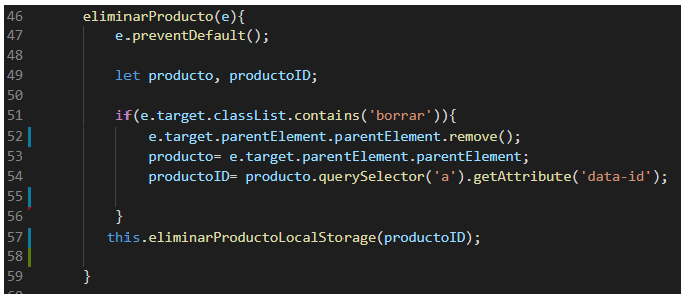 46 eliminarProducto(e){
47 e.preventDefault();
48
49 let producto, productoID;
50
51 if(e.target.classList.contains('borrar')){
52 e.target.parentElement.parentElement.remove();
53 producto= e.target.parentElement.parentElement;
54 productoID= producto.querySelector('a').getAttribute('data-id');
55
56 }
57 this.eliminarProductoLocalStorage(productoID);
58
59 }